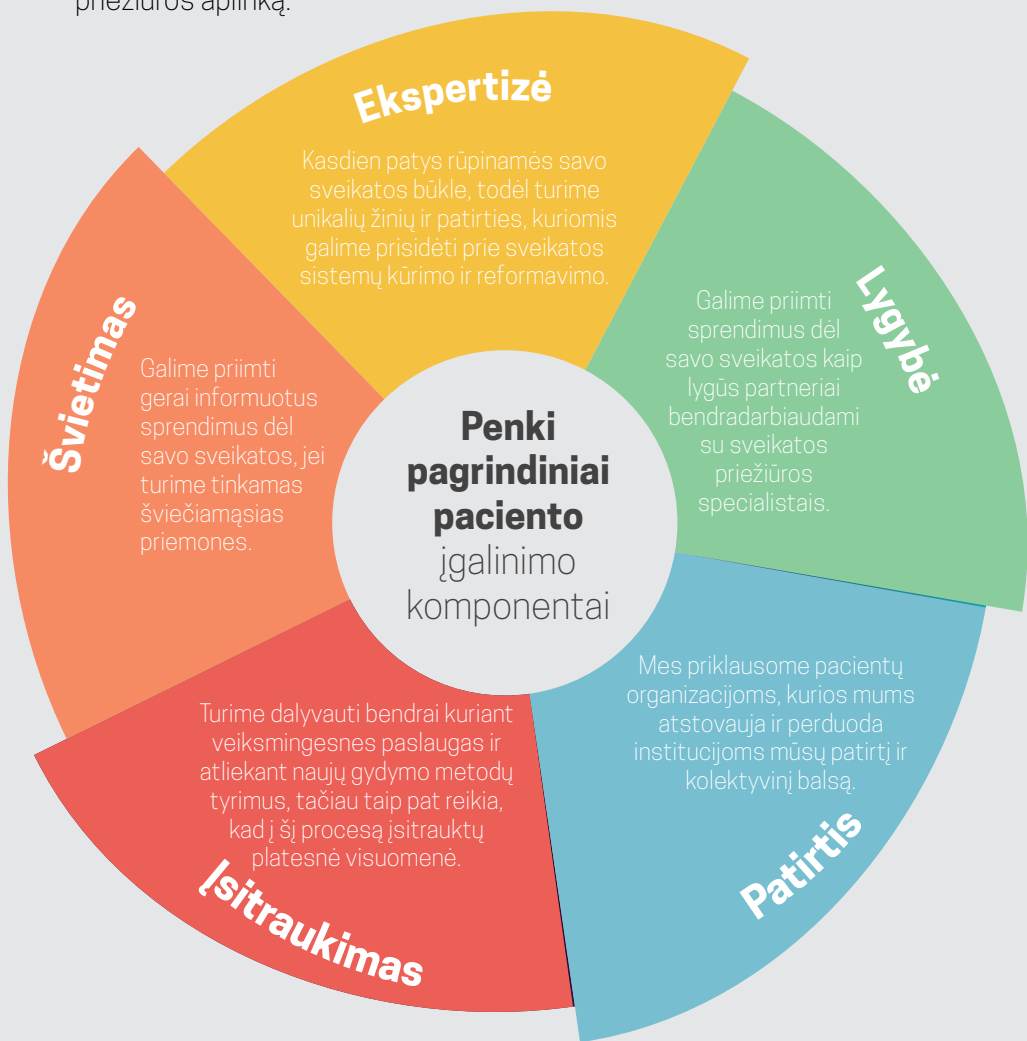 priežiūros aplinką.
Ekspertizė
Kasdien patys rūpinamės savo
sveikatos būkle, todėl turime
unikalių žinių ir patirties, kuriomis
galime prisidėti prie sveikatos
sistemų kūrimo ir reformavimo.
Lygybė
Galime priimti
sprendimus dėl
savo sveikatos kaip
lygūs partneriai
bendradarbiaudami
su sveikatos
priežiūros
specialistais.
Švietimas
Galime priimti
gerai informuotus
sprendimus dėl
savo sveikatos, jei
turime tinkamas
šviečiamąsias
priemones.
Penki
pagrindiniai
paciento
įgalinimo
komponentai
Mes priklausome pacientų
organizacijoms, kurios mums
atstovauja ir perduoda
institucijoms mūsų patirtį ir
kolektyvinį balsą.
Patirtis
Turime dalyvauti bendrai kuriant
veiksmingesnes paslaugas ir
atliekant naujų gydymo metodų
tyrimus, tačiau taip pat reikia,
kad į šį procesą įsitrauktų
platesnė visuomenė.
Įsitraukimas